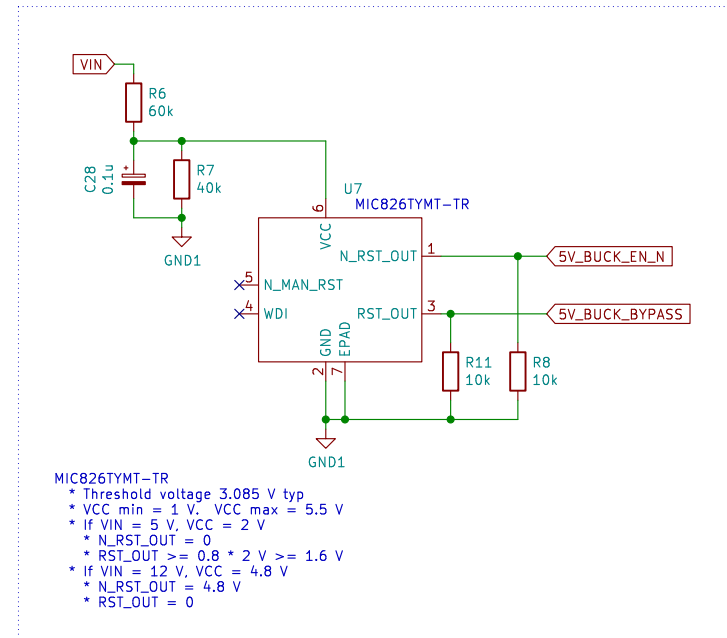 VIN
R6
60k
C28
0.1u
+
R7
40k
GND1
U7
MIC826TYMT-TR
6
VCC
N_RST_OUT
1
5V_BUCK_EN_N
5
N_MAN_RST
4
WDI
RST_OUT
3
5V_BUCK_BYPASS
GND
EPAD
2
7
R11
10k
R8
10k
GND1
MIC826TYMT-TR
* Threshold voltage 3.085 V typ
* VCC min = 1 V.  VCC max = 5.5 V
* If VIN = 5 V, VCC = 2 V
* N_RST_OUT = 0
* RST_OUT >= 0.8 * 2 V >= 1.6 V
* If VIN = 12 V, VCC = 4.8 V
* N_RST_OUT = 4.8 V
* RST_OUT = 0